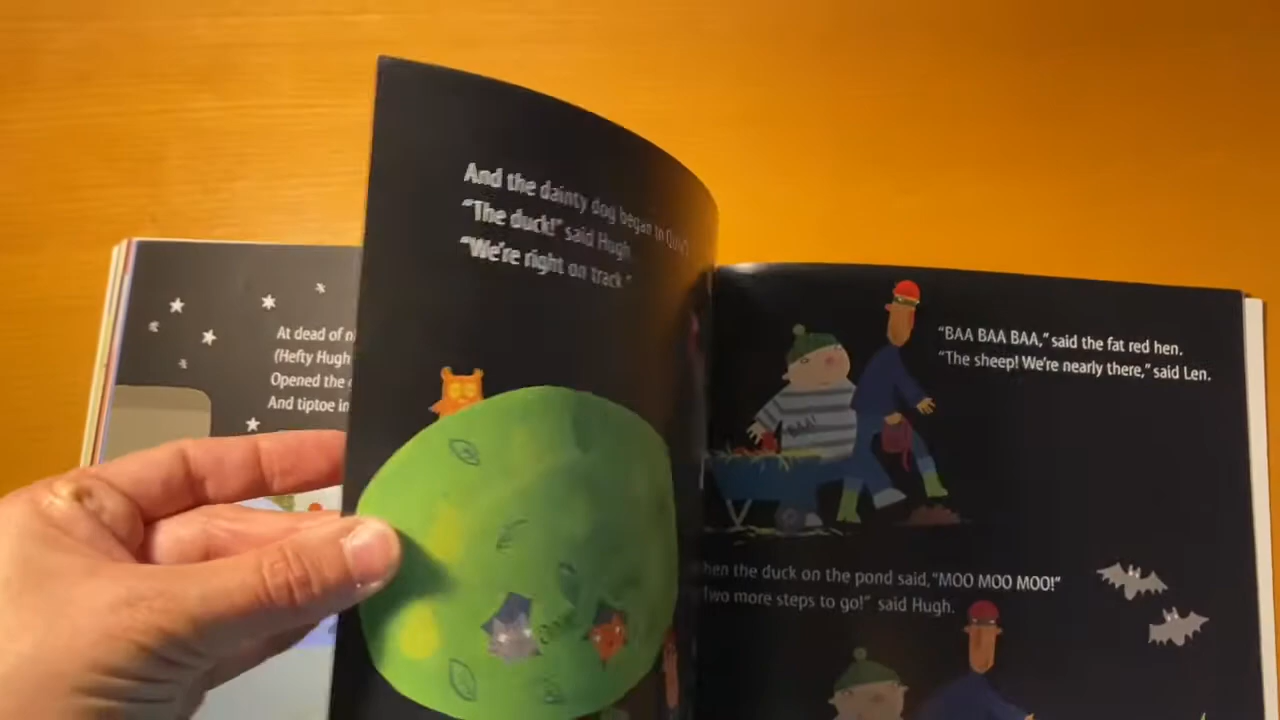 At dead of
(Hefty Hugh
Opened the
And tiptoe in
And the dainty dog began to QUACK
"The duck!" said Hugh.
"We're right on track."
"BAA BAA BAA," said the fat red hen.
"The sheep! We're nearly there," said Len.
hen the duck on the pond said, "MOO MOO MOO!"
Two more steps to go!" said Hugh.